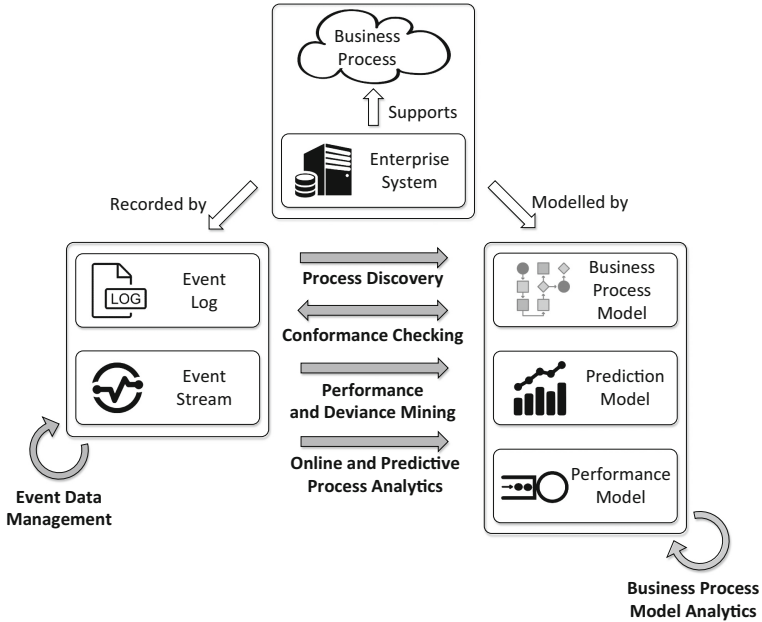 Business
Process
Supports
Enterprise
System
Recorded by
Modelled by
Event
Log
LOG
Process Discovery
Business
Process
Model
Conformance Checking
Event
Stream
Performance
and Deviance Mining
Prediction
Model
Online and Predictive
Process Analytics
Performance
Model
Event Data
Management
Business Process
Model Analytics